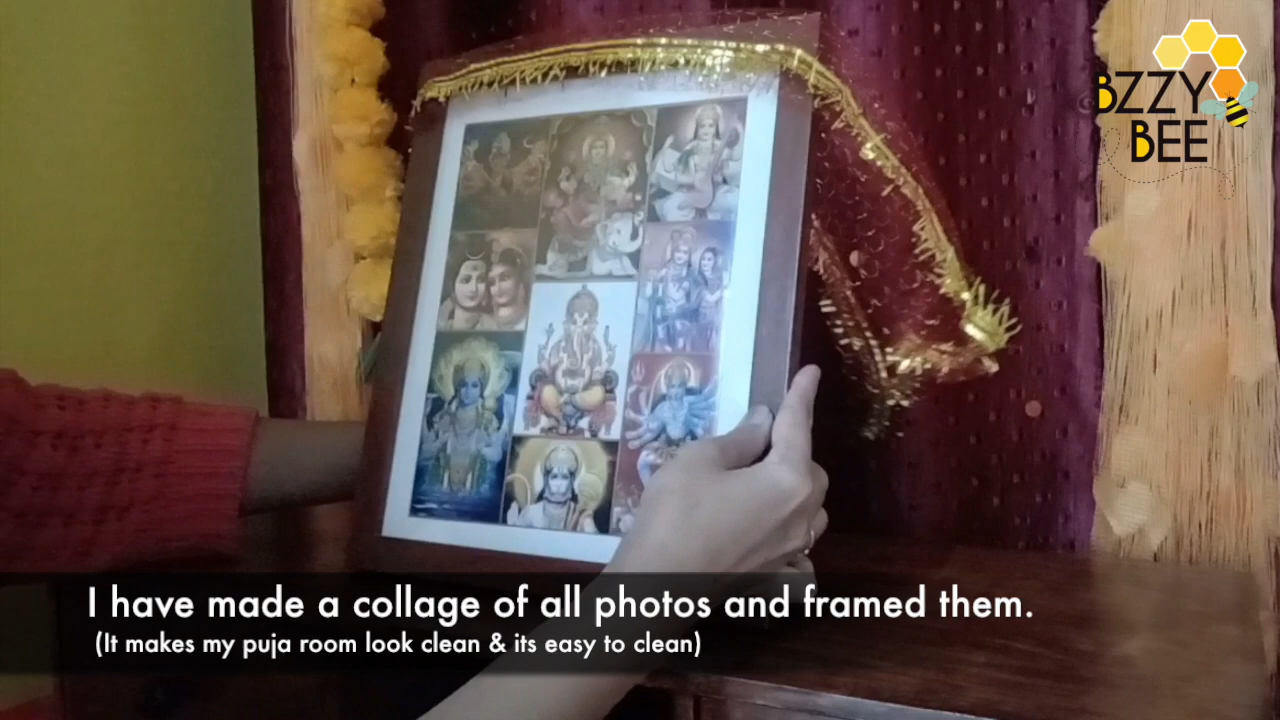 BZZY
BEE
I have made a collage of all photos and framed them.
(It makes my puja room look clean & its easy to clean)